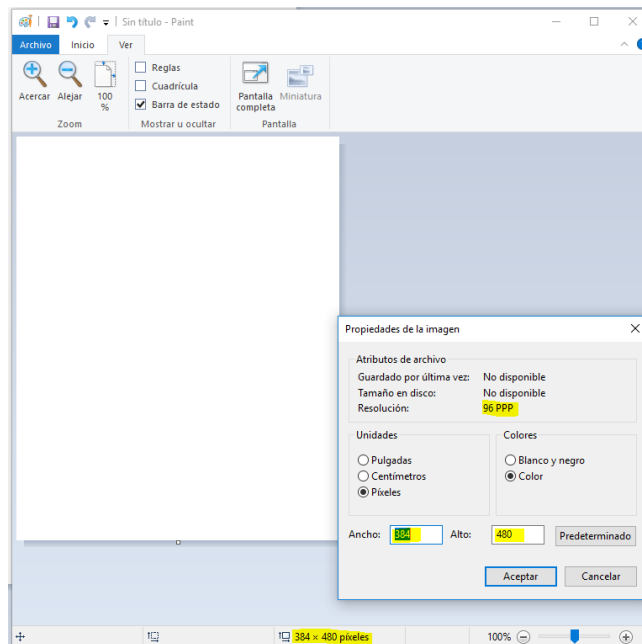 Sin título - Paint
Archivo Inicio Ver
Acercar Alejar 100 %
Zoom
Reglas
Cuadrícula
Barra de estado
Mostrar u ocultar
Pantalla completa Miniatura
Pantalla
Propiedades de la imagen
Atributos de archivo
Guardado por última vez: No disponible
Tamaño en disco: No disponible
Resolución: 96 PPP
Unidades
Pulgadas
Centímetros
Píxeles
Colores
Blanco y negro
Color
Ancho: 384 Alto: 480 Predeterminado
Aceptar Cancelar
384 × 480 píxeles 100%